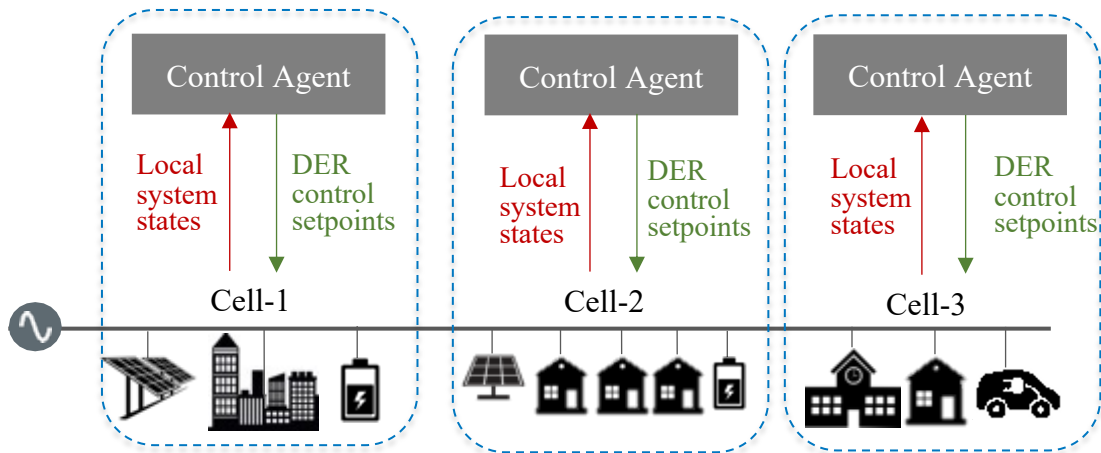 Control Agent
Local
system
states
DER
control
setpoints
Cell-1
Control Agent
Local
system
states
DER
control
setpoints
Cell-2
Control Agent
Local
system
states
DER
control
setpoints
Cell-3